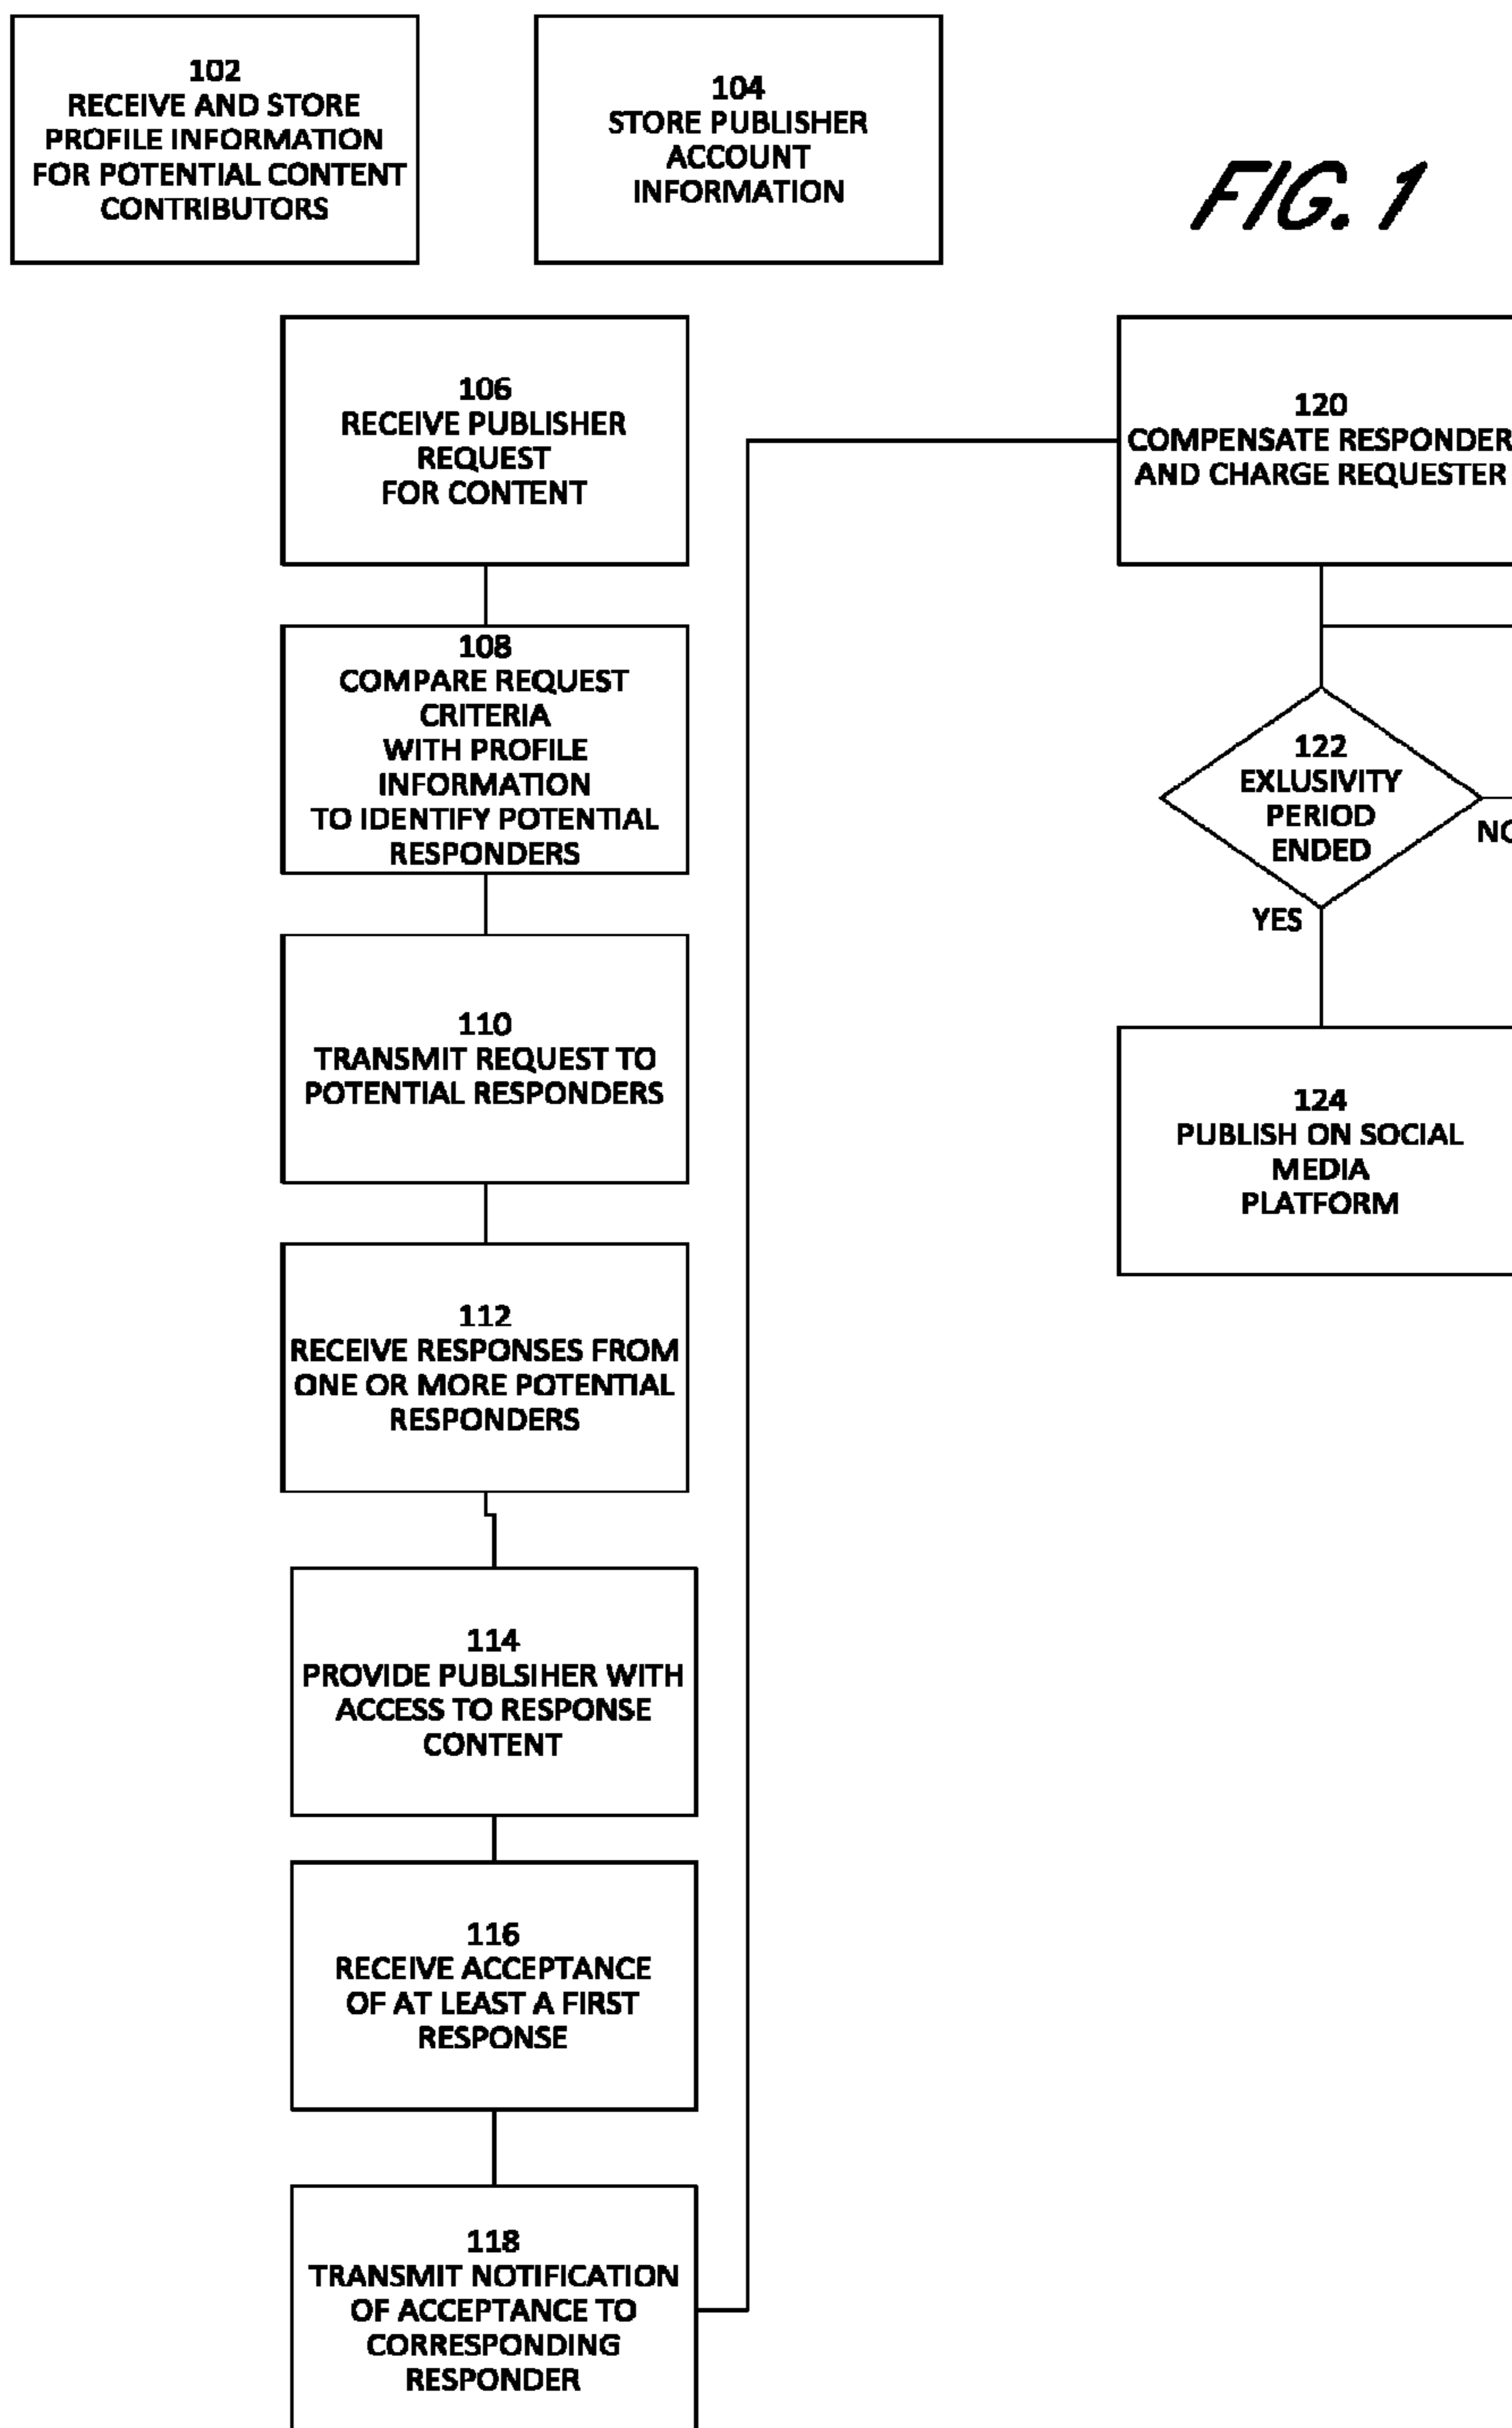 102
RECEIVE AND STORE
PROFILE INFORMATION
FOR POTENTIAL CONTENT
CONTRIBUTORS
104
STORE PUBLISHER
ACCOUNT
INFORMATION
FIG. 1
106
RECEIVE PUBLISHER
REQUEST
FOR CONTENT
108
COMPARE REQUEST
CRITERIA
WITH PROFILE
INFORMATION
TO IDENTIFY POTENTIAL
RESPONDERS
110
TRANSMIT REQUEST TO
POTENTIAL RESPONDERS
112
RECEIVE RESPONSES FROM
ONE OR MORE POTENTIAL
RESPONDERS
114
PROVIDE PUBLSIHER WITH
ACCESS TO RESPONSE
CONTENT
116
RECEIVE ACCEPTANCE
OF AT LEAST A FIRST
RESPONSE
118
TRANSMIT NOTIFICATION
OF ACCEPTANCE TO
CORRESPONDING
RESPONDER
120
COMPENSATE RESPONDER
AND CHARGE REQUESTER
122
EXLUSIVITY
PERIOD
ENDED
NO
YES
124
PUBLISH ON SOCIAL
MEDIA
PLATFORM